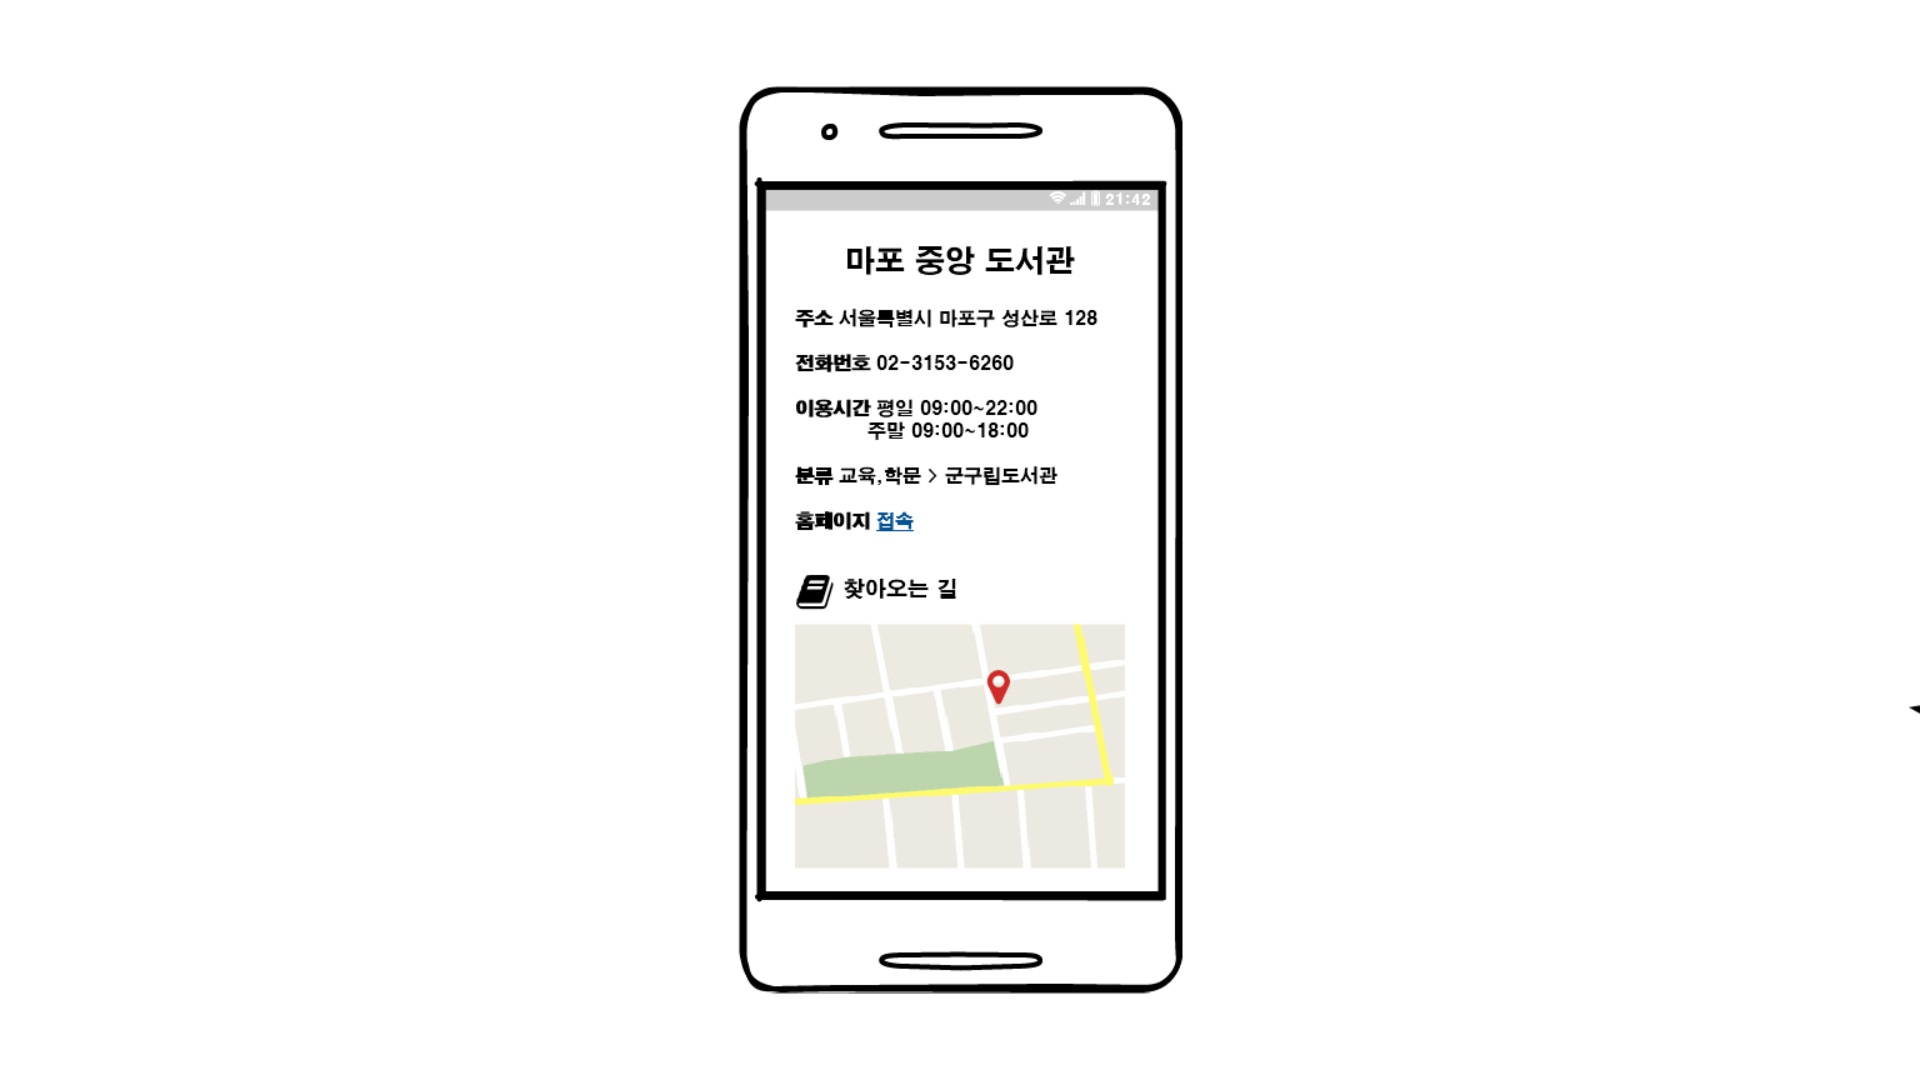 21:42
마포 중앙 도서관
주소 서울특별시 마포구 성산로 128
전화번호 02-3153-6260
이용시간 평일 09:00~22:00
주말 09:00~18:00
분류 교육,학문 > 군구립도서관
홈페이지 접속
찾아오는 길